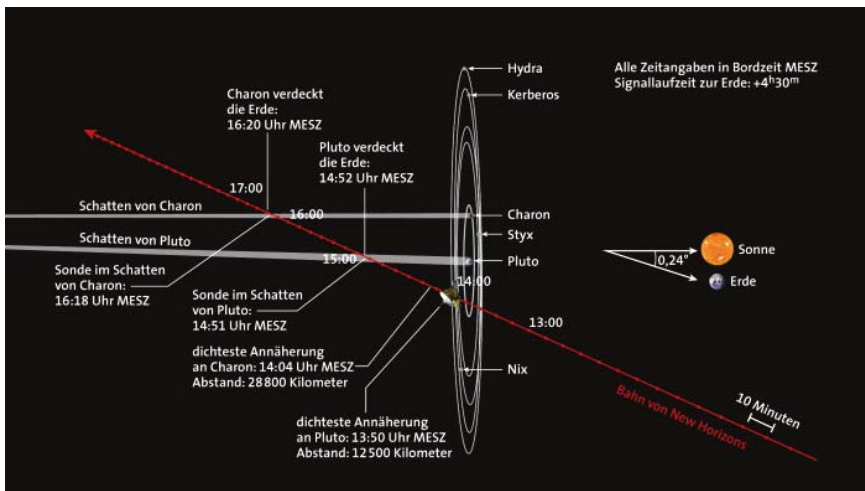 Hydra
Kerberos
Alle Zeitangaben in Bordzeit MESZ
Signallaufzeit zur Erde: +4ʰ30ᵐ
Charon verdeckt
die Erde:
16:20 Uhr MESZ
Pluto verdeckt
die Erde:
14:52 Uhr MESZ
17:00
Schatten von Charon
16:00
Charon
Styx
Schatten von Pluto
15:00
Pluto
Sonne
0,24°
Erde
Sonde im Schatten
von Charon:
16:18 Uhr MESZ
14:00
Sonde im Schatten
von Pluto:
14:51 Uhr MESZ
13:00
dichteste Annäherung
an Charon: 14:04 Uhr MESZ
Abstand: 28800 Kilometer
Nix
10 Minuten
Bahn von New Horizons
dichteste Annäherung
an Pluto: 13:50 Uhr MESZ
Abstand: 12500 Kilometer